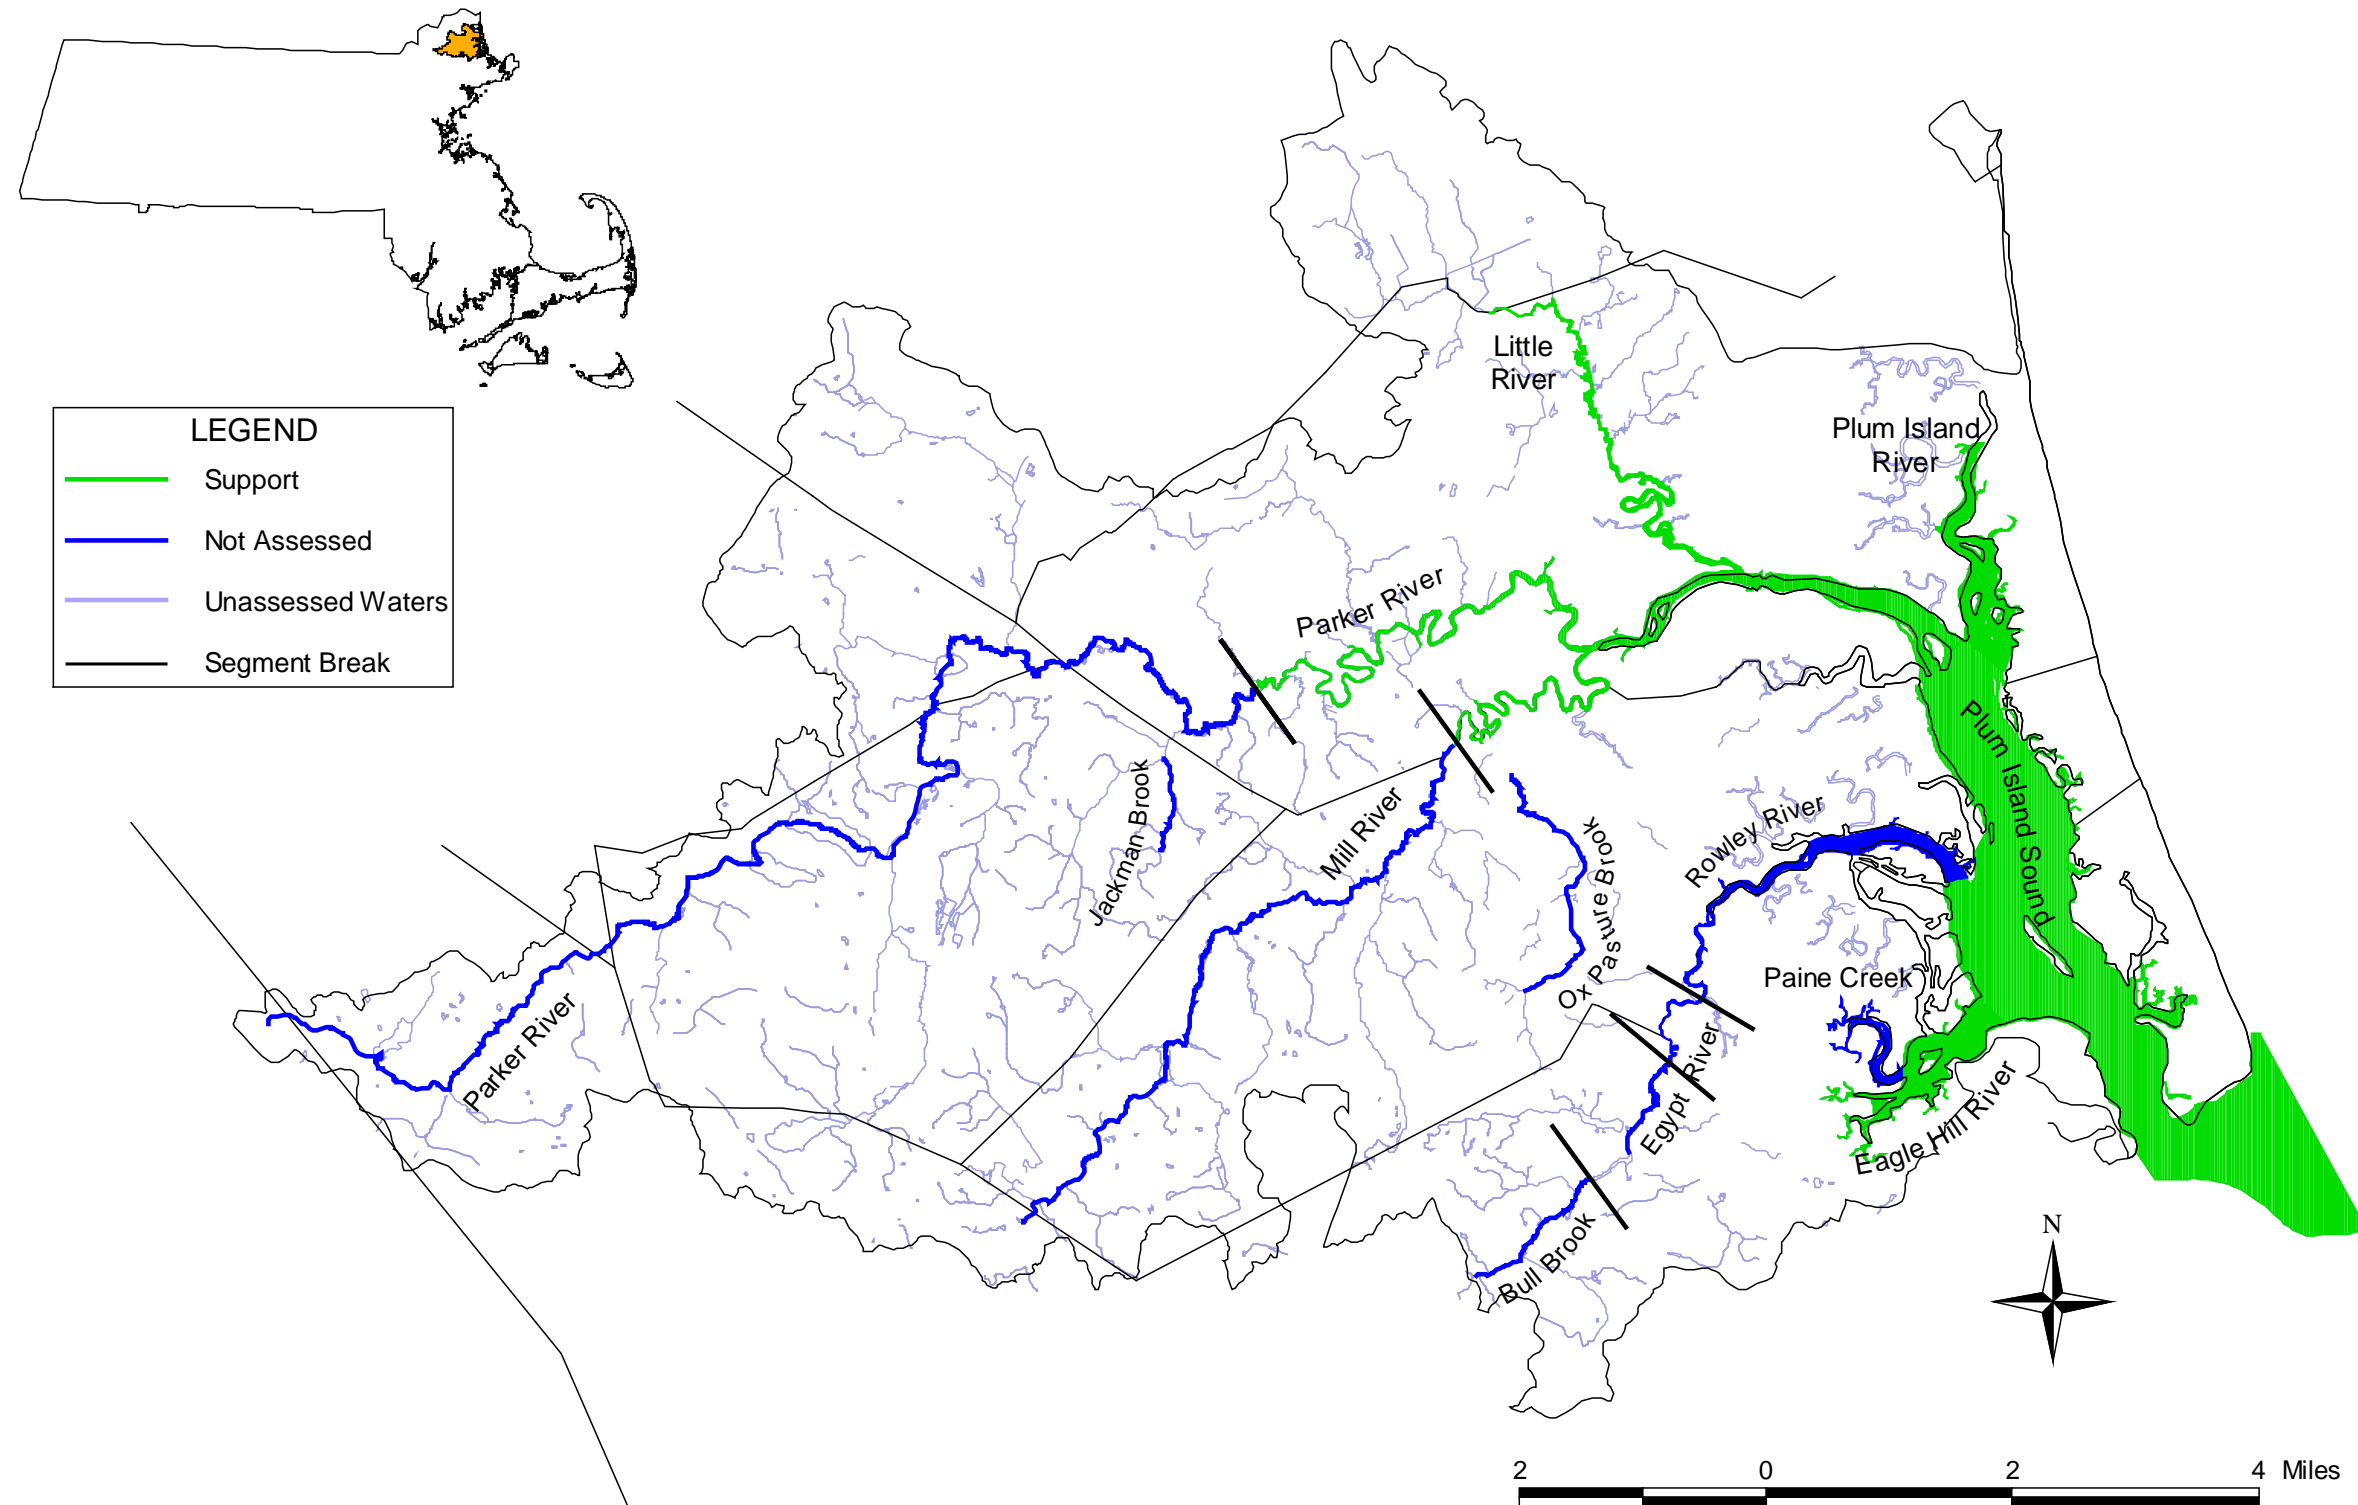 LEGEND
Support
Not Assessed
Unassessed Waters
Segment Break
Little
River
Plum Island
River
Parker River
Plum Island Sound
Jackman Brook
Mill River
Ox Pasture Brook
Rowley River
Paine Creek
Parker River
Egypt River
Eagle Hill River
Bull Brook
N
2 0 2 4 Miles